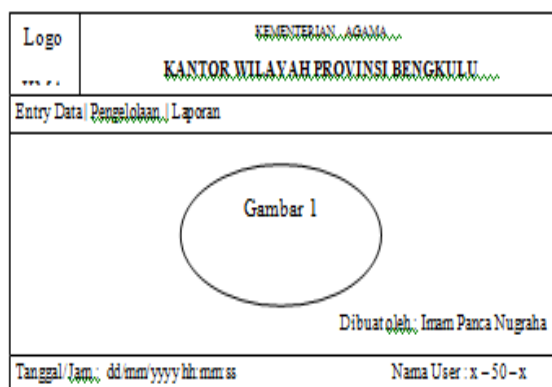 Logo
KEMENTERIAN AGAMA
KANTOR WILAYAH PROVINSI BENGKULU
Entry Data | Pengelolaan | Laporan
Gambar 1
Dibuat oleh : Imam Panca Nugraha
Tanggal/Jam : dd/mm/yyyy hh:mm:ss
Nama User : x – 50 – x